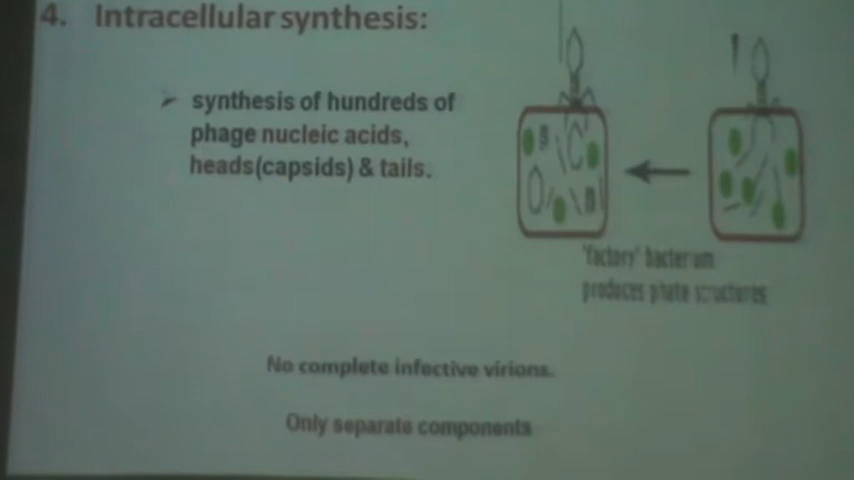 4. Intracellular synthesis:
➢ synthesis of hundreds of
phage nucleic acids,
heads(capsids) & tails.
'factory' bacterium
produces phate structures
No complete infective virions.
Only separate components